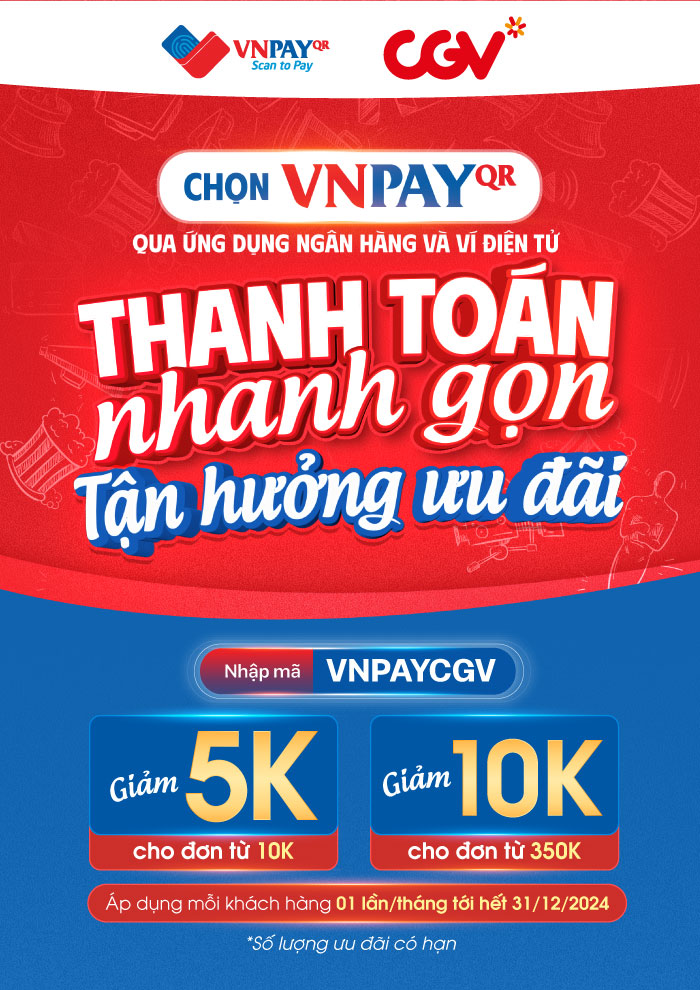 VNPAYQR
Scan to Pay
CGV
CHỌN VNPAYQR
QUA ỨNG DỤNG NGÂN HÀNG VÀ VÍ ĐIỆN TỬ
THANH TOÁN
nhanh gọn
Tận hưởng ưu đãi
Nhập mã VNPAYCGV
Giảm 5K
cho đơn từ 10K
Giảm 10K
cho đơn từ 350K
Áp dụng mỗi khách hàng 01 lần/tháng tới hết 31/12/2024
*Số lượng ưu đãi có hạn